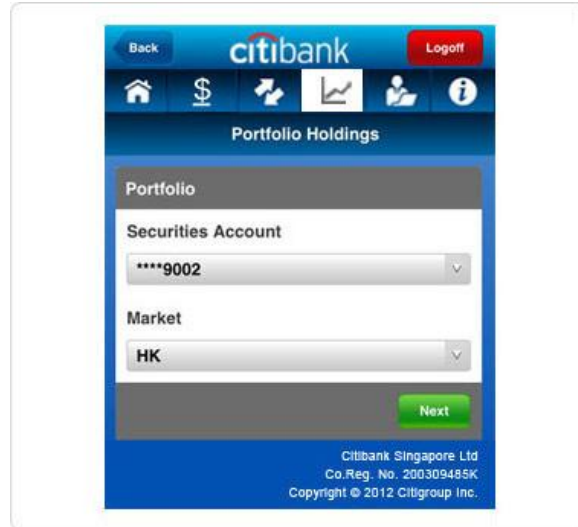 Back
citibank
Logoff
Portfolio Holdings
Portfolio
Securities Account
****9002
Market
HK
Next
Citibank Singapore Ltd
Co.Reg. No. 200309485K
Copyright © 2012 Citigroup Inc.